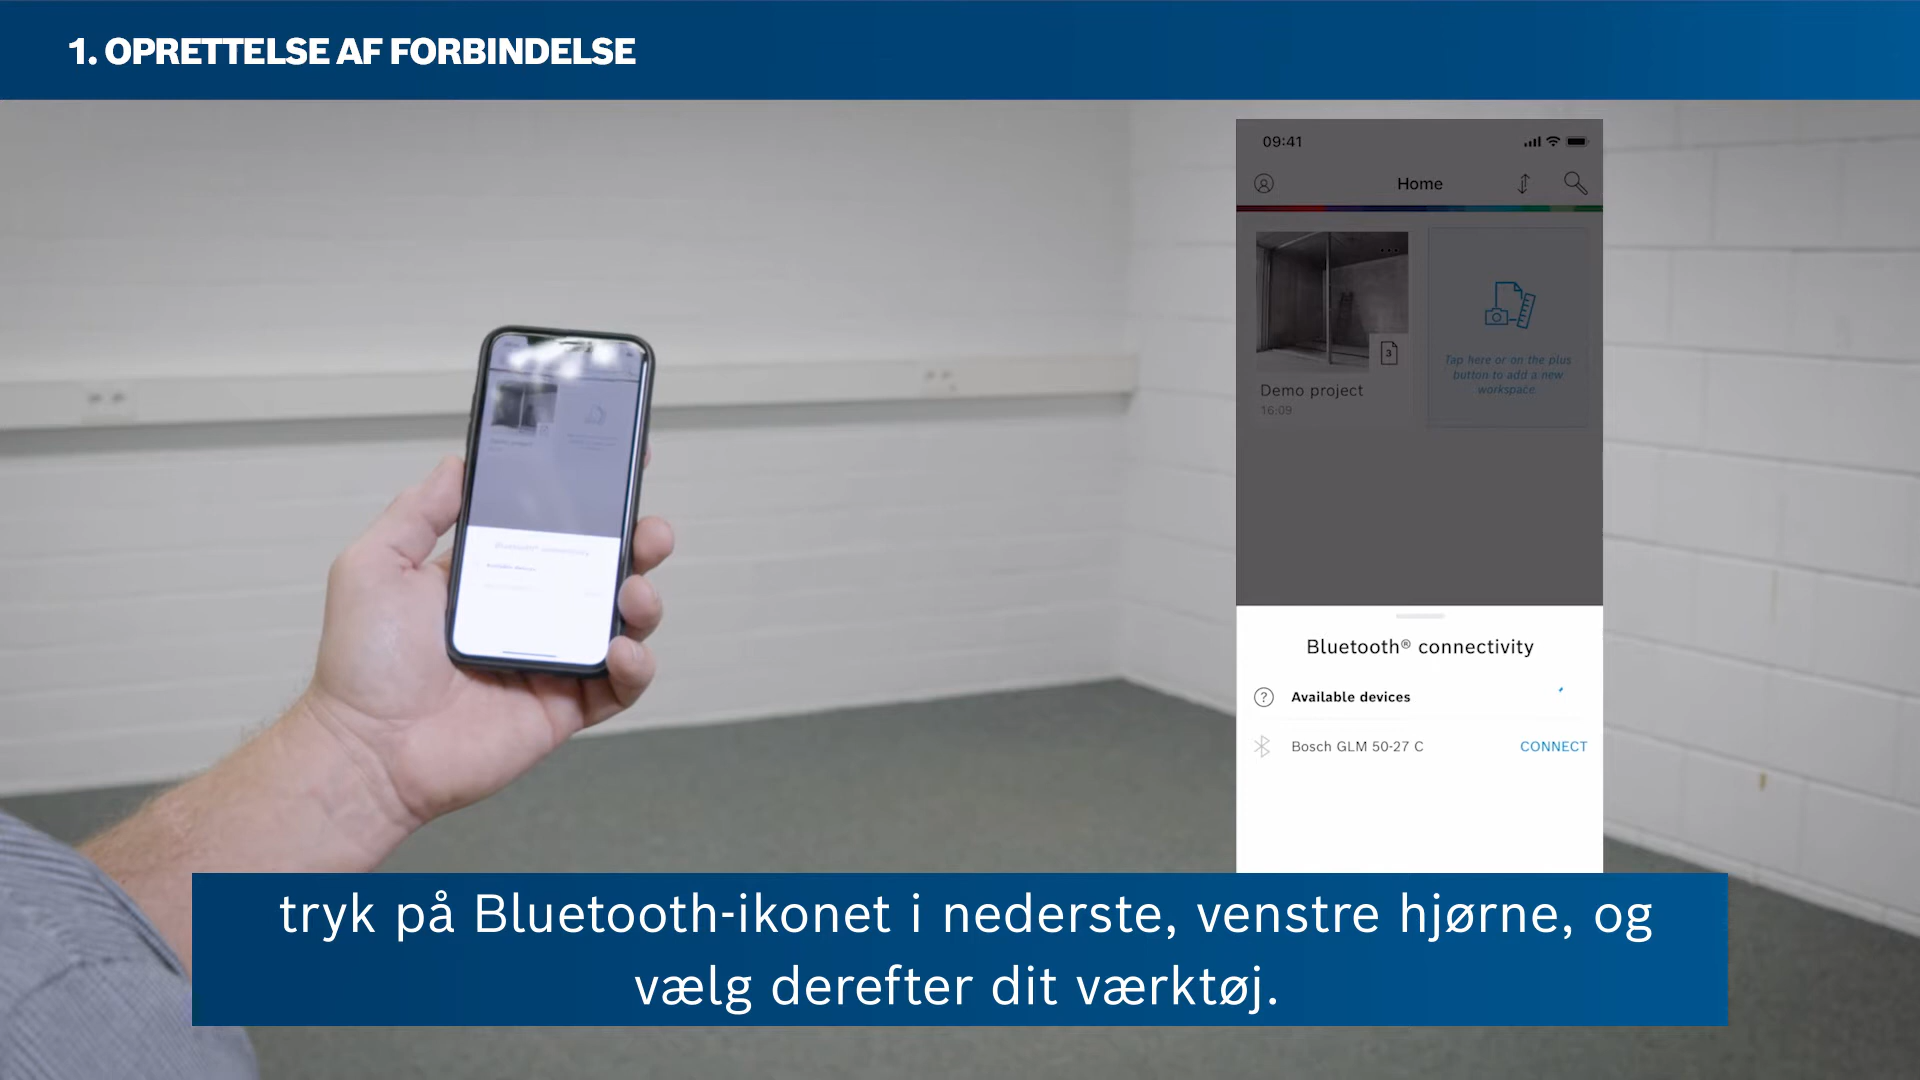 1. OPRETTELSE AF FORBINDELSE
09:41
Home
3
Demo project
16:09
Tap here or on the plus
button to add a new
workspace
Bluetooth® connectivity
? Available devices
Bosch GLM 50-27 C CONNECT
tryk på Bluetooth-ikonet i nederste, venstre hjørne, og
vælg derefter dit værktøj.